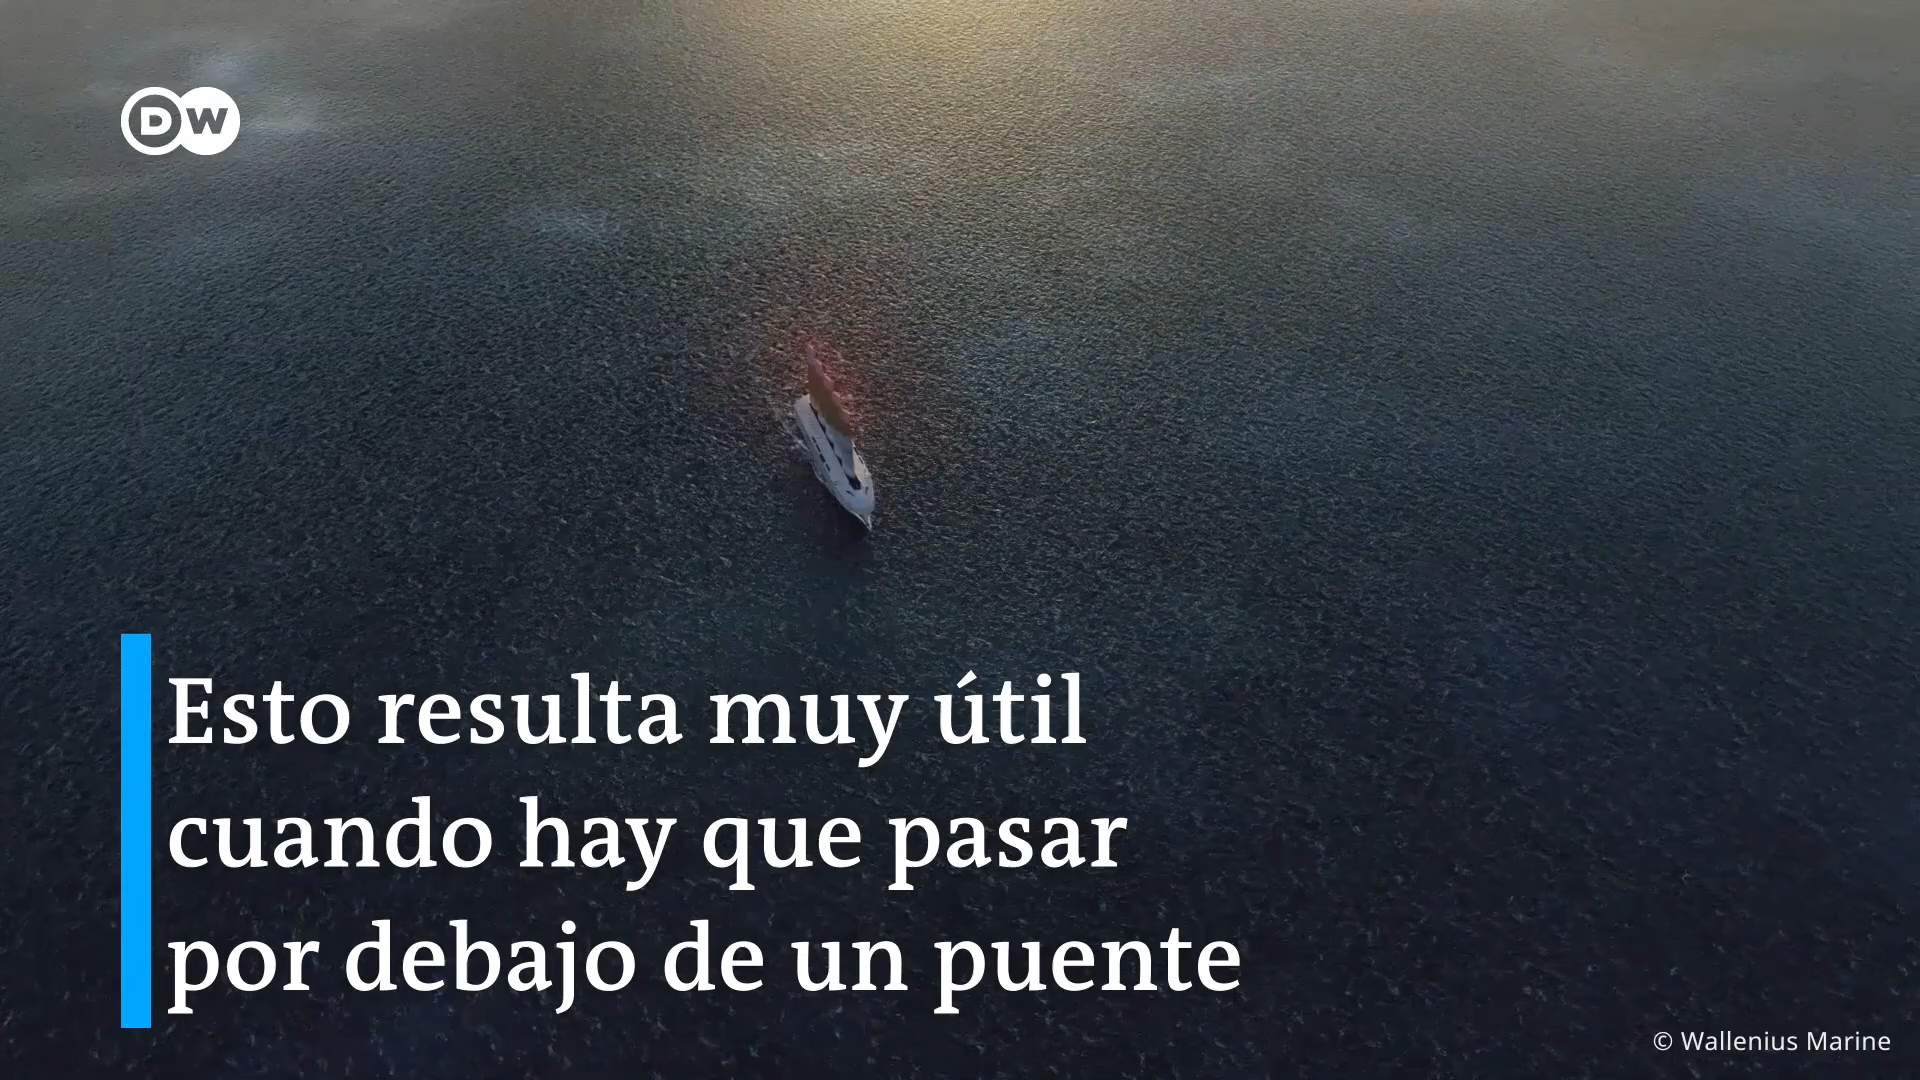 DW
Esto resulta muy útil
cuando hay que pasar
por debajo de un puente
© Wallenius Marine